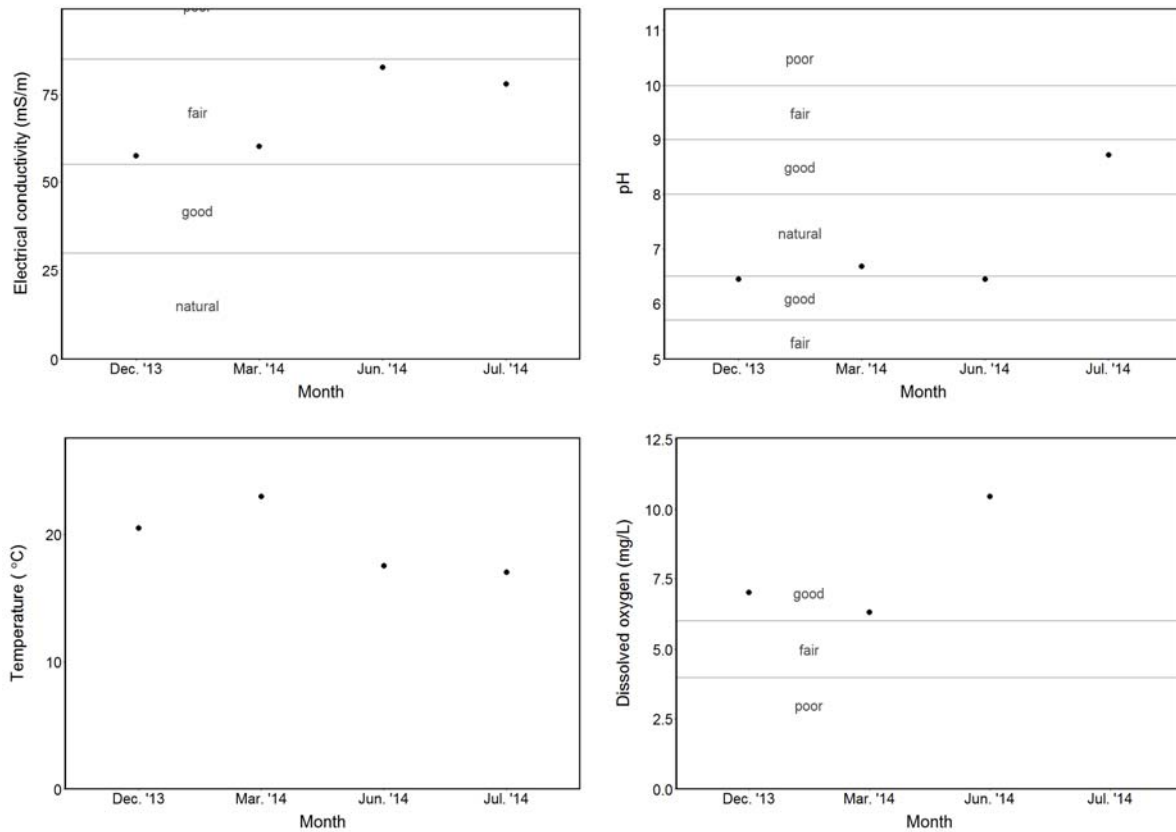 poor
Electrical conductivity (mS/m)
75
fair
50
good
25
natural
0
Dec. '13 Mar. '14 Jun. '14 Jul. '14
Month
pH
11
poor
10
fair
9
good
8
natural
7
good
6
fair
5
Dec. '13 Mar. '14 Jun. '14 Jul. '14
Month
Temperature ( °C)
20
10
0
Dec. '13 Mar. '14 Jun. '14 Jul. '14
Month
Dissolved oxygen (mg/L)
12.5
10.0
7.5
good
5.0 fair
poor
2.5
0.0
Dec. '13 Mar. '14 Jun. '14 Jul. '14
Month